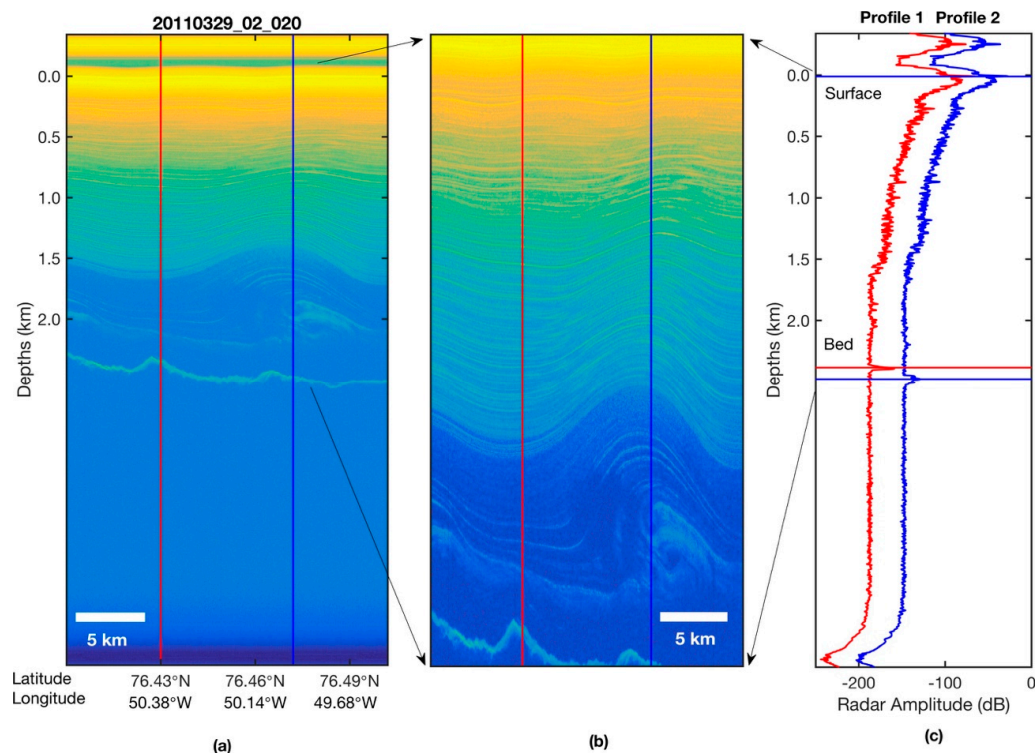 20110329_02_020
Profile 1 Profile 2
0.0
0.5
1.0
1.5
2.0
Depths (km)
5 km
Latitude 76.43°N 76.46°N 76.49°N
Longitude 50.38°W 50.14°W 49.68°W
(a)
5 km
(b)
0.0
0.5
1.0
1.5
2.0
Depths (km)
Surface
Bed
-200 -100 0
Radar Amplitude (dB)
(c)